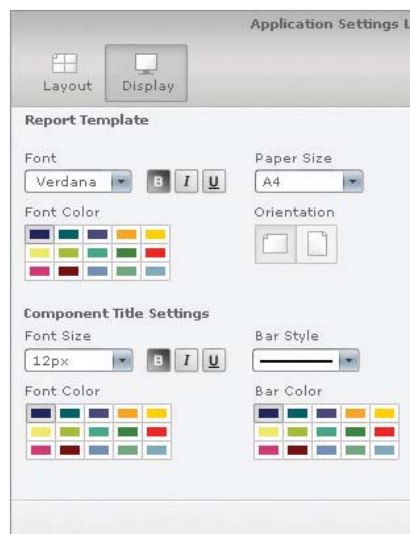 Application Settings L
Layout Display
Report Template
Font Paper Size
Verdana B I U A4
Font Color Orientation
Component Title Settings
Font Size Bar Style
12px B I U
Font Color Bar Color